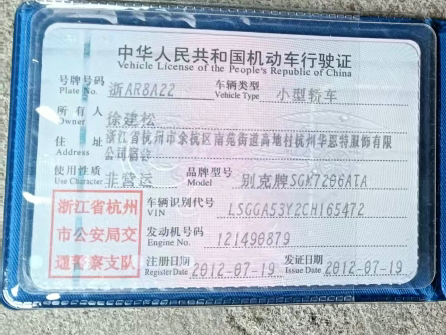 中华人民共和国机动车行驶证
Vehicle License of the People's Republic of China
号牌号码 浙AR8A22 车辆类型 小型轿车
Plate No. Vehicle Type
所有人 徐建松
Owner
住址 浙江省杭州市余杭区南苑街道高地村杭州华恩特服饰有限
Address 公司宿舍
使用性质 非营运 品牌型号 别克牌SGM7206ATA
Use Character Model
浙江省杭州
市公安局交
通警察支队
车辆识别代号 LSGGA53Y2CH165472
VIN
发动机号码 121490879
Engine No.
注册日期 2012-07-19 发证日期 2012-07-19
Register Date Issue Date